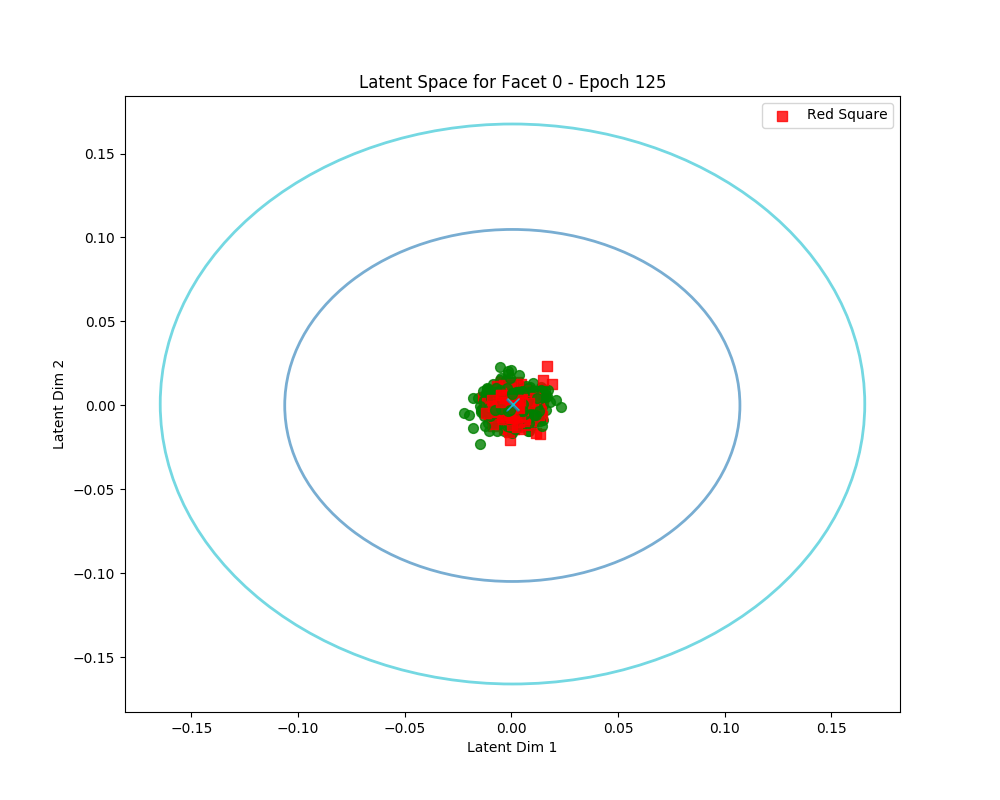 Latent Space for Facet 0 - Epoch 125
Red Square
0.15
0.10
0.05
0.00
−0.05
−0.10
−0.15
Latent Dim 2
−0.15 −0.10 −0.05 0.00 0.05 0.10 0.15
Latent Dim 1